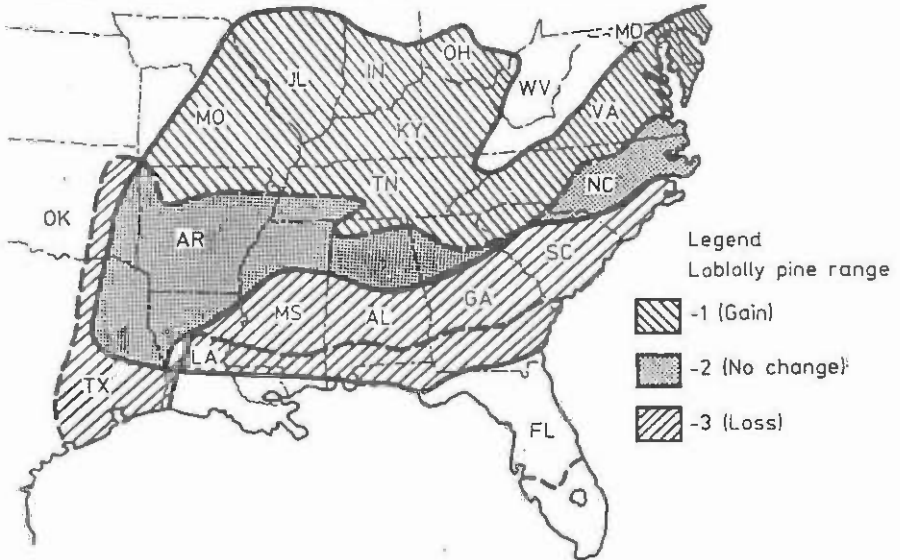 MD
OH
IN
JL
WV
MO
VA
KY
TN
NC
OK
AR
SC
MS
AL
GA
LA
TX
FL
Legend
Loblolly pine range
-1 (Gain)
-2 (No change)
-3 (Loss)